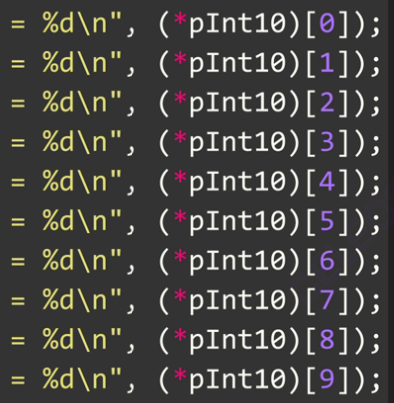 = %d\n", (*pInt10)[0]);
= %d\n", (*pInt10)[1]);
= %d\n", (*pInt10)[2]);
= %d\n", (*pInt10)[3]);
= %d\n", (*pInt10)[4]);
= %d\n", (*pInt10)[5]);
= %d\n", (*pInt10)[6]);
= %d\n", (*pInt10)[7]);
= %d\n", (*pInt10)[8]);
= %d\n", (*pInt10)[9]);